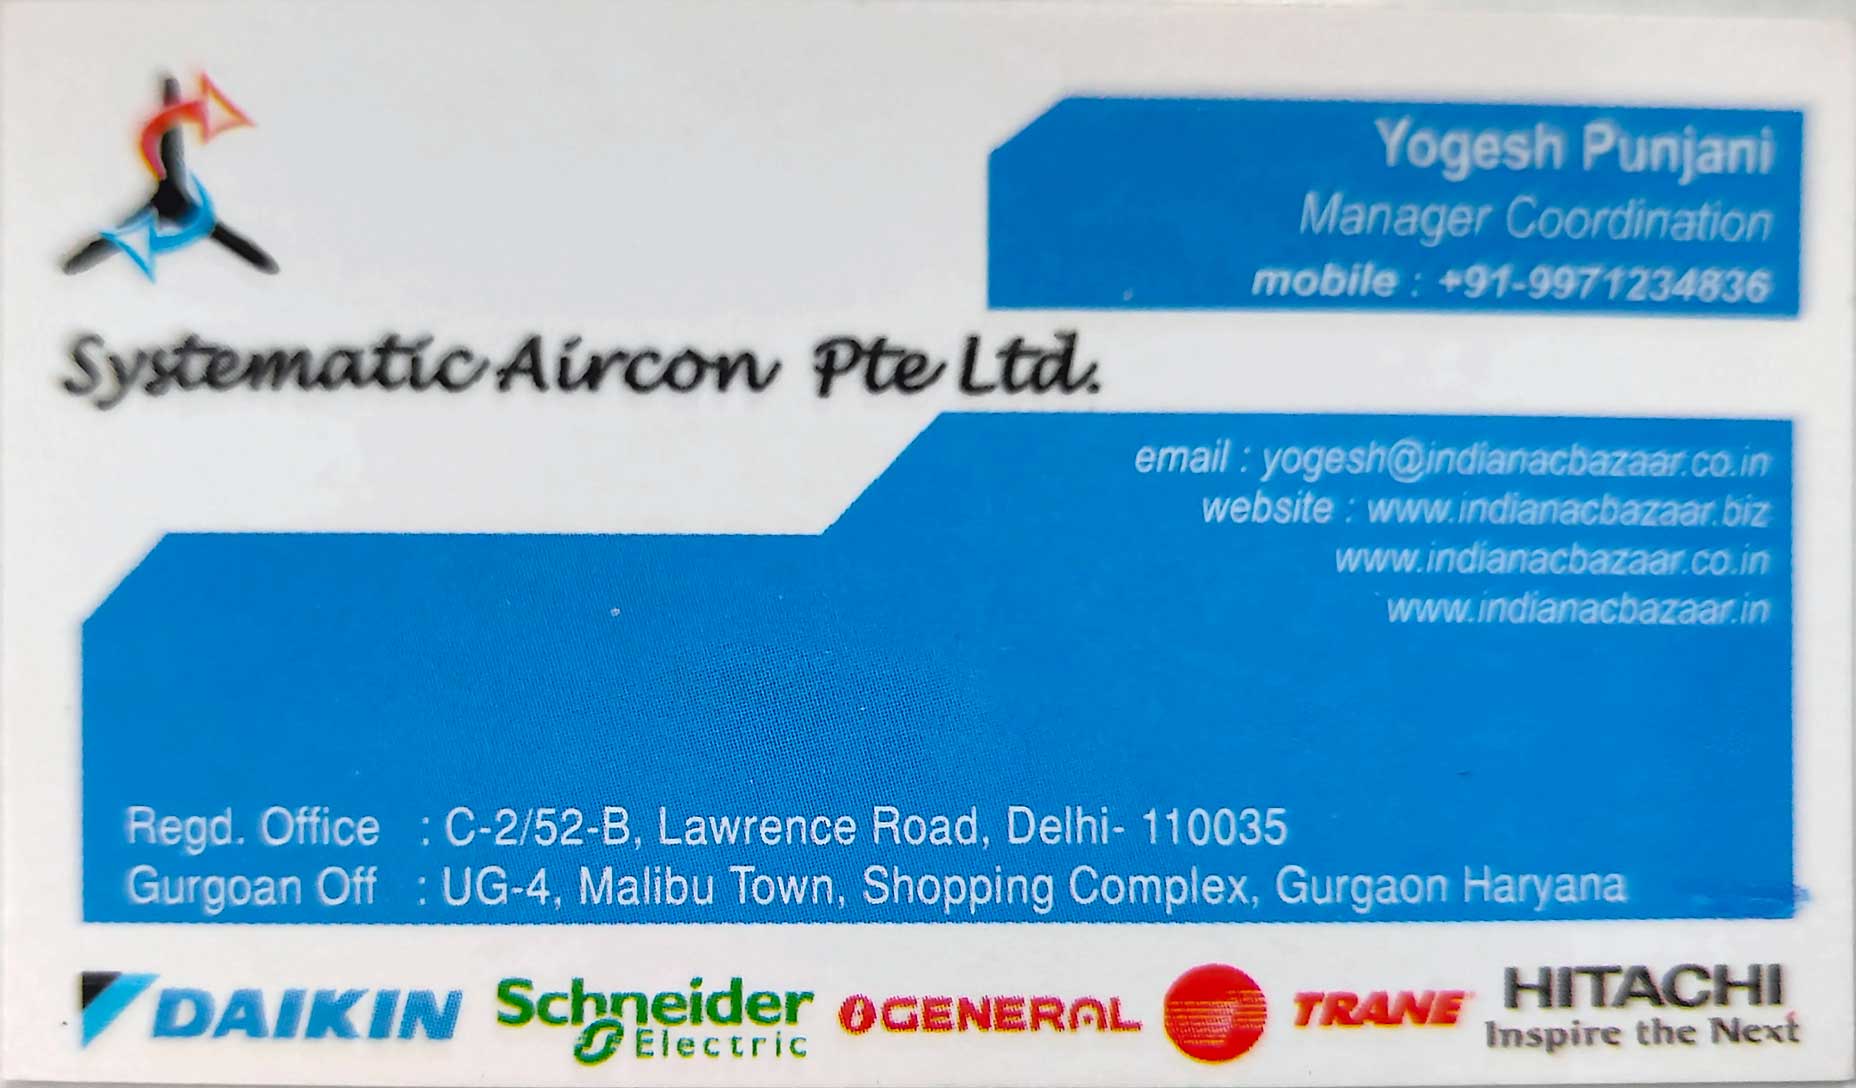 Yogesh Punjani
Manager Coordination
mobile : +91-9971234836
Systematic Aircon Pte Ltd.
email : yogesh@indianacbazaar.co.in
website : www.indianacbazaar.biz
www.indianacbazaar.co.in
www.indianacbazaar.in
Regd. Office : C-2/52-B, Lawrence Road, Delhi- 110035
Gurgoan Off : UG-4, Malibu Town, Shopping Complex, Gurgaon Haryana
DAIKIN
Schneider
Electric
OGENERAL
TRANE
HITACHI
Inspire the Next